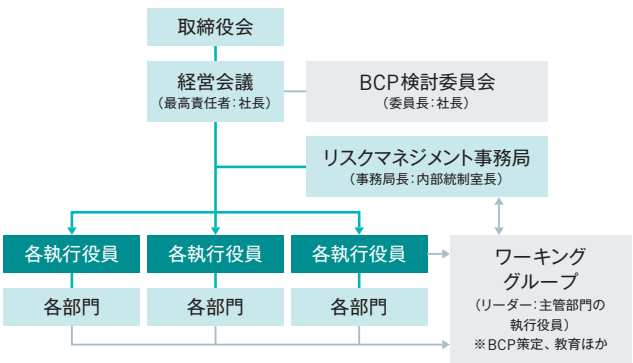 取締役会
経営会議
（最高責任者：社長）
BCP検討委員会
（委員長：社長）
リスクマネジメント事務局
（事務局長：内部統制室長）
各執行役員
各執行役員
各執行役員
各部門
各部門
各部門
ワーキング
グループ
（リーダー：主管部門の
執行役員）
※BCP策定、教育ほか